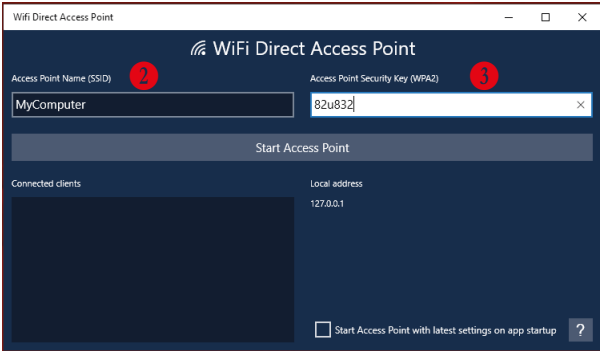 Wifi Direct Access Point
WiFi Direct Access Point
Access Point Name (SSID)
2
Access Point Security Key (WPA2)
3
MyComputer
82u832
Start Access Point
Connected clients
Local address
127.0.0.1
Start Access Point with latest settings on app startup
?